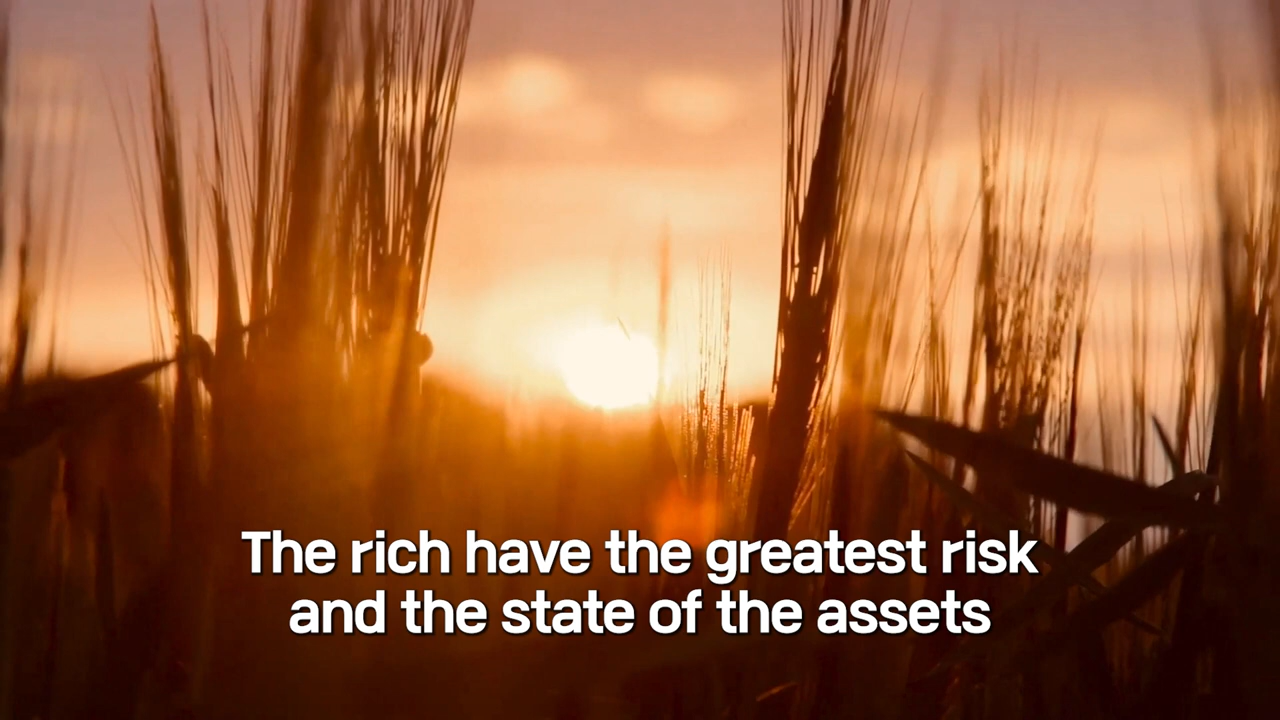 The rich have the greatest risk
and the state of the assets